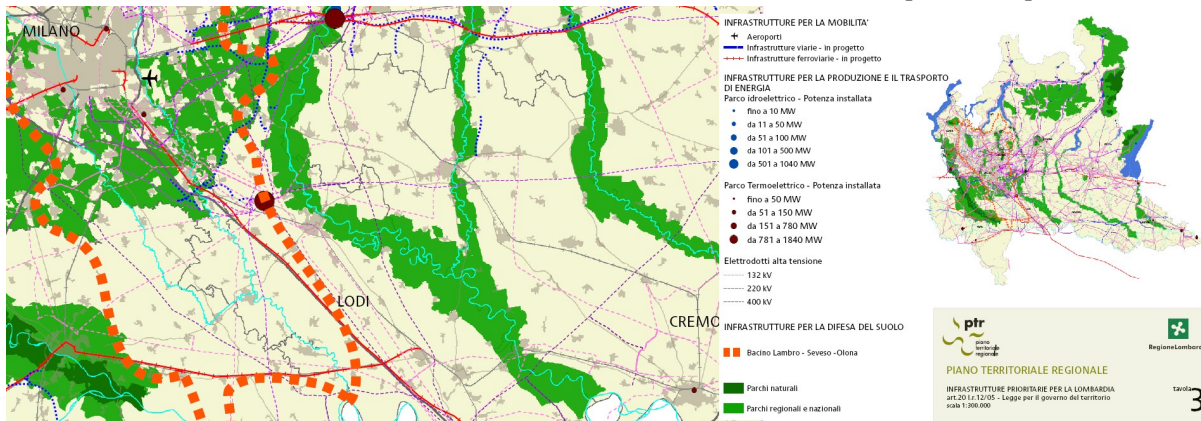 MILANO
LODI
CREMO
INFRASTRUTTURE PER LA MOBILITA'
Aeroporti
Infrastrutture viarie - in progetto
Infrastrutture ferroviarie - in progetto
INFRASTRUTTURE PER LA PRODUZIONE E IL TRASPORTO
DI ENERGIA
Parco idroelettrico - Potenza installata
fino a 10 MW
da 11 a 50 MW
da 51 a 100 MW
da 101 a 500 MW
da 501 a 1040 MW
Parco Termoelettrico - Potenza installata
fino a 50 MW
da 51 a 150 MW
da 151 a 780 MW
da 781 a 1840 MW
Elettrodotti alta tensione
132 kV
220 kV
400 kV
INFRASTRUTTURE PER LA DIFESA DEL SUOLO
Bacino Lambro - Seveso -Olona
Parchi naturali
Parchi regionali e nazionali
ptr
piano
territoriale
regionale
RegioneLombard
PIANO TERRITORIALE REGIONALE
INFRASTRUTTURE PRIORITARIE PER LA LOMBARDIA
art.20 l.r.12/05 - Legge per il governo del territorio
scala 1:300.000
tavola
3